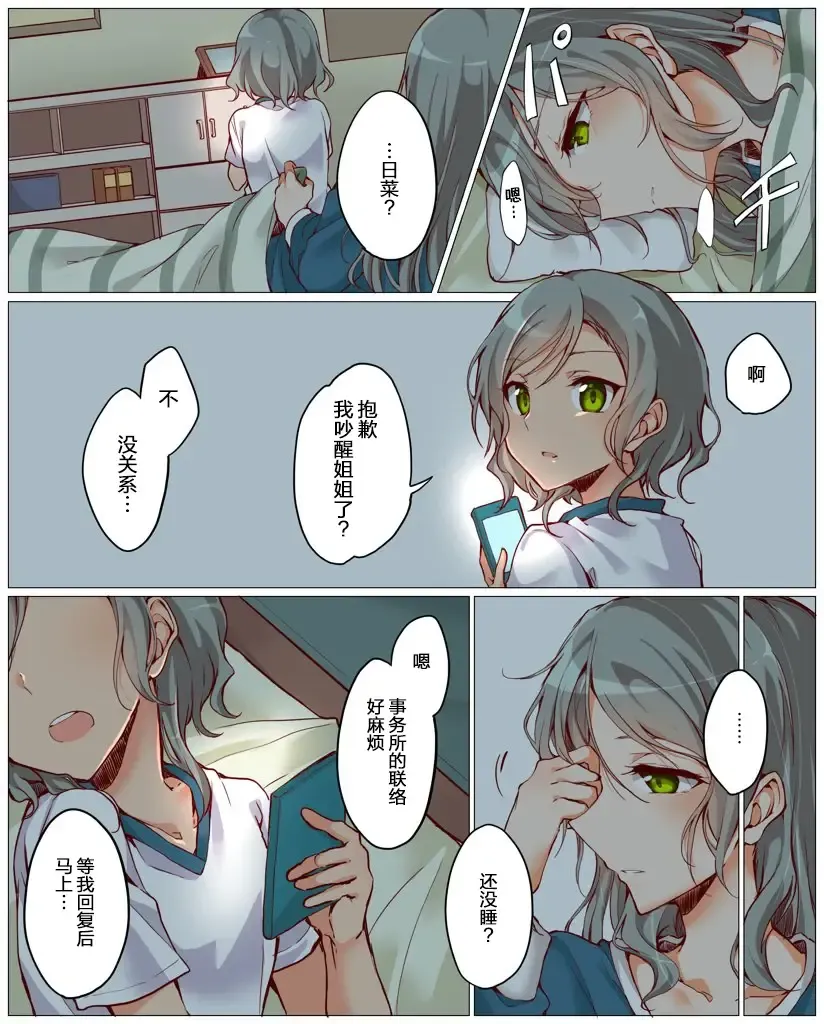 パチ
嗯…
…日菜？
啊
抱歉
我吵醒姐姐了？
不
没关系…
……
还没睡？
嗯
事务所的联络
好麻烦
等我回复后
马上…